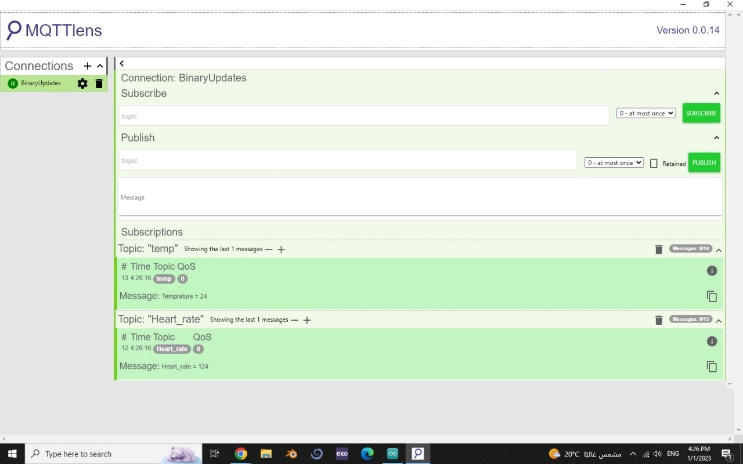 MQTTlens
Version 0.0.14
Connections + ^
BinaryUpdates
Connection: BinaryUpdates
Subscribe
topic
0 - at most once
SUBSCRIBE
Publish
topic
0 - at most once
Retained
PUBLISH
Message
Subscriptions
Topic: "temp" Showing the last 1 messages — +
Messages: 0/14
# Time Topic QoS
13 4:26:16 temp 0
Message: Temprature = 24
Topic: "Heart_rate" Showing the last 1 messages — +
Messages: 0/13
# Time Topic QoS
12 4:26:16 Heart_rate 0
Message: Heart_rate = 124
Type here to search
exo
20°C مشمس غالبًا
ENG
4:26 PM
1/1/2023